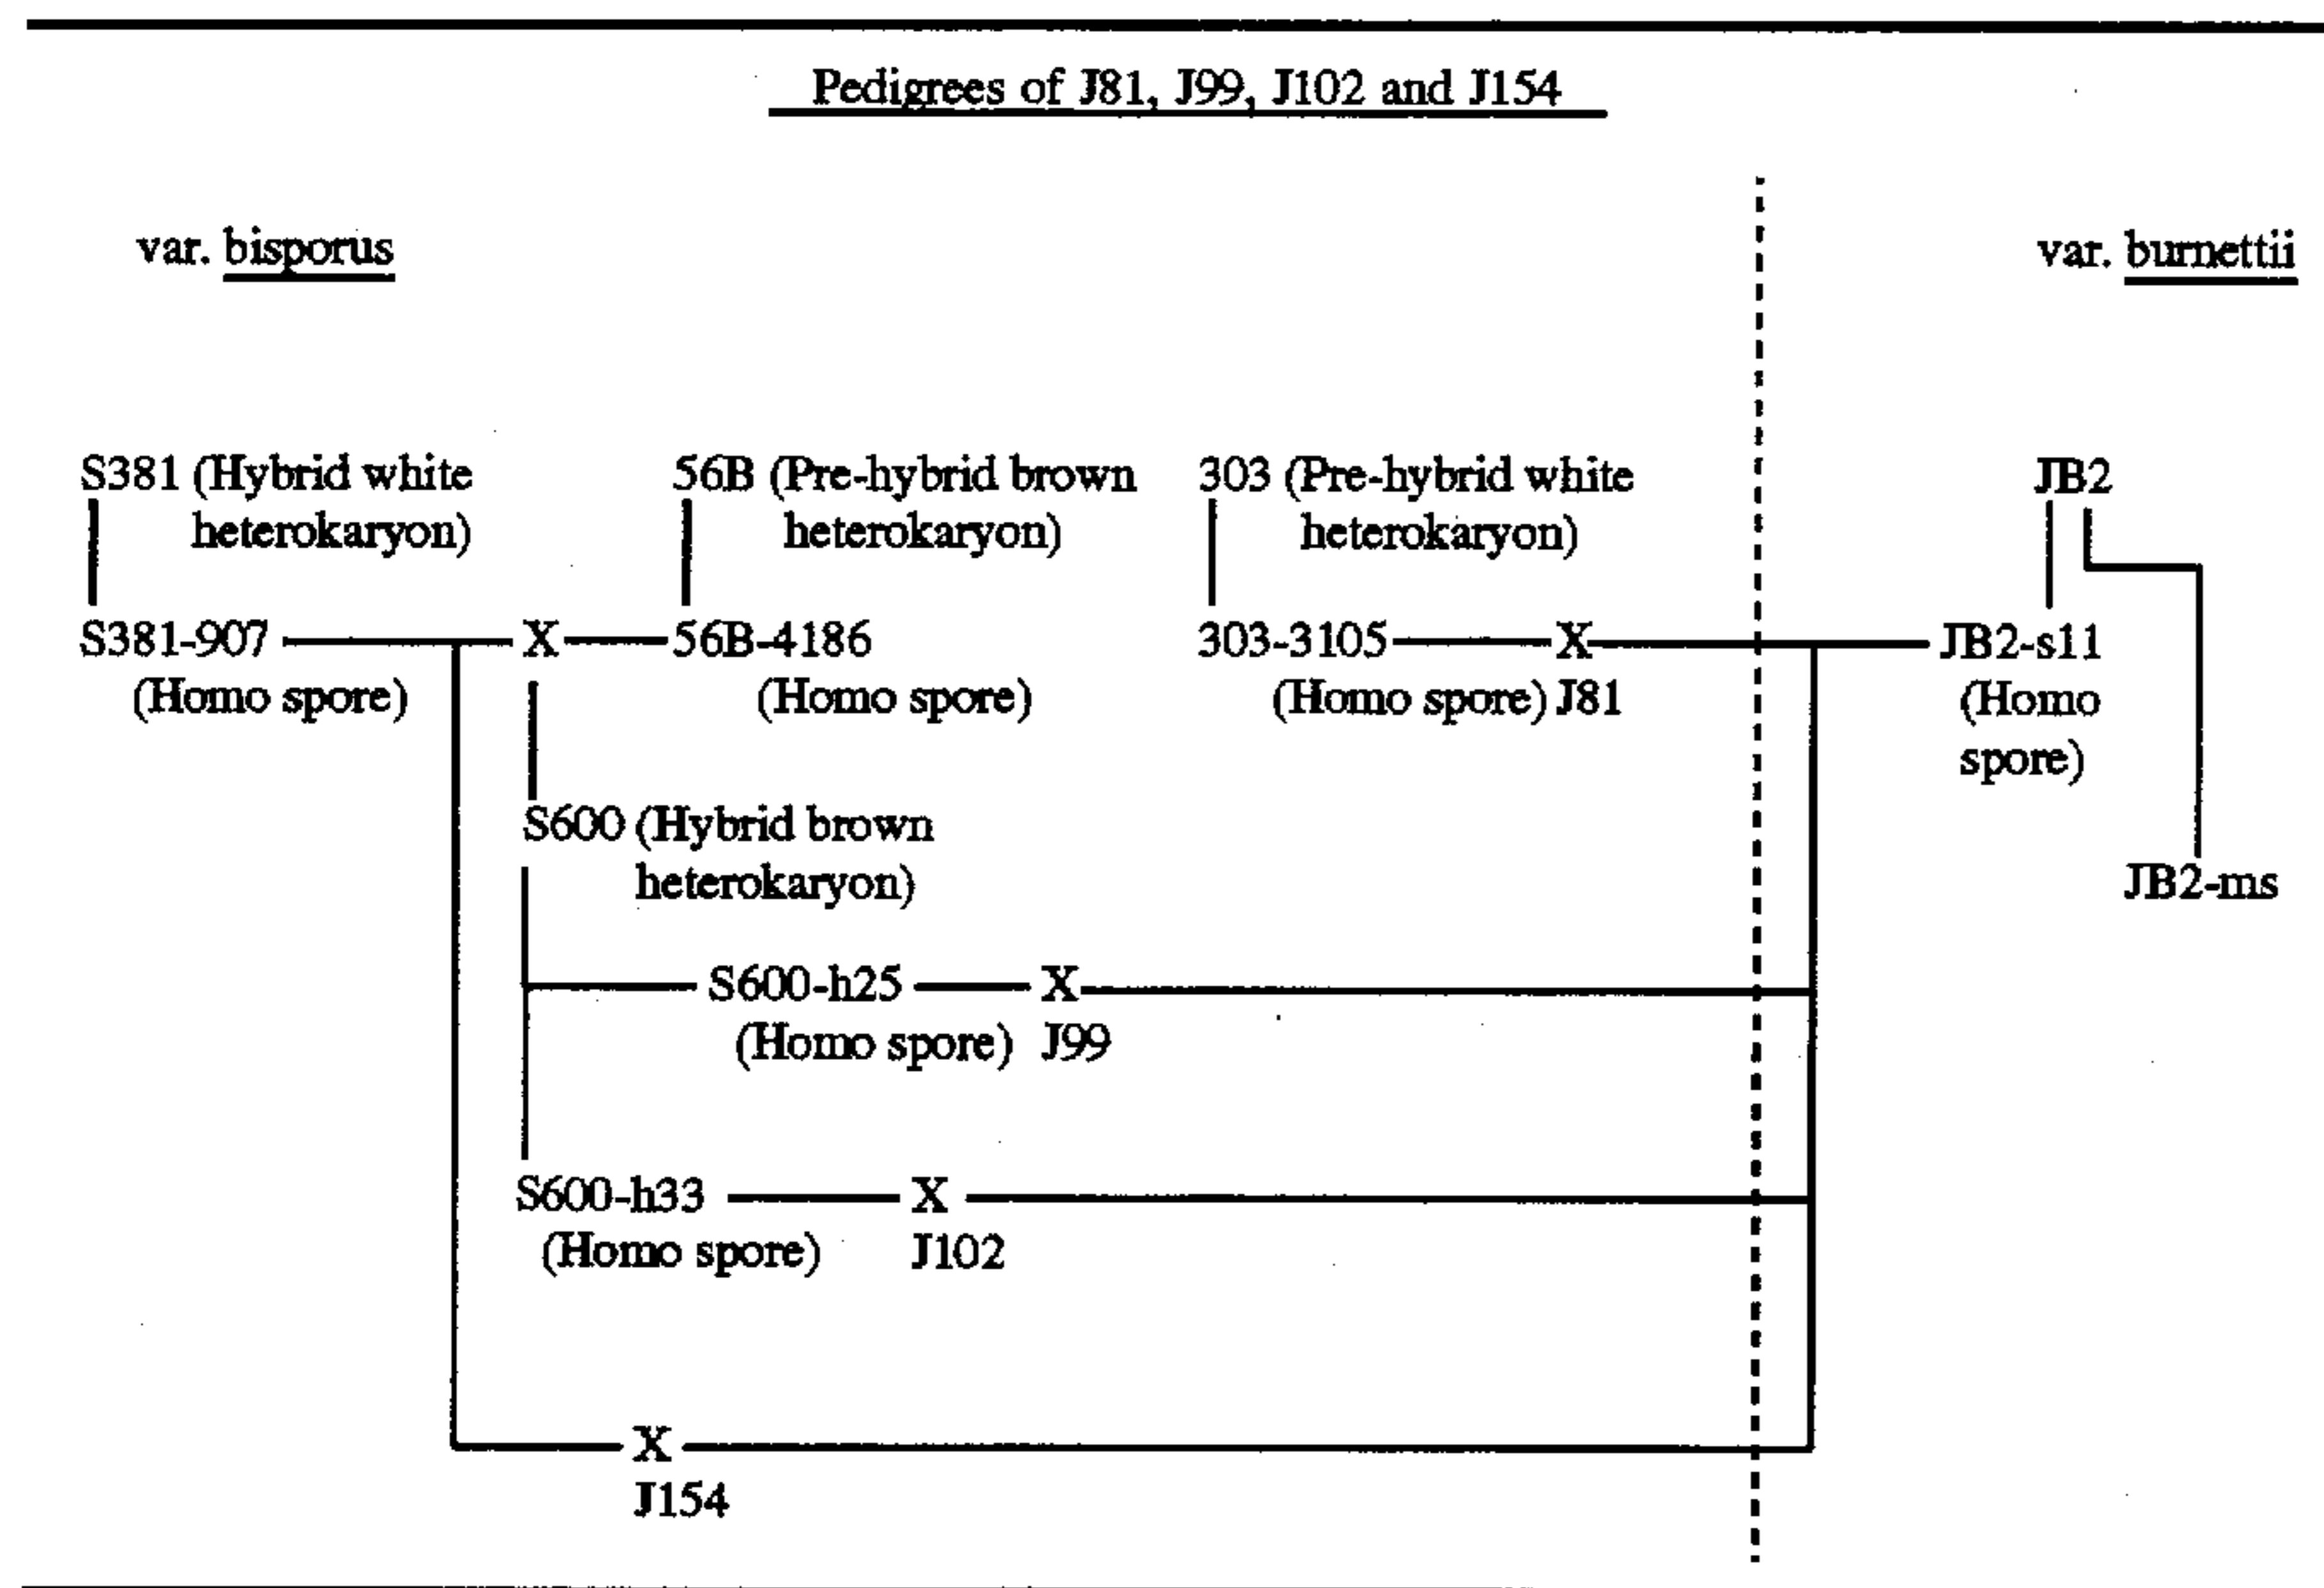 Pedigrees of J81, J99, J102 and J154
var. bisporus
var. burnettii
S381 (Hybrid white
heterokaryon)
56B (Pre-hybrid brown
heterokaryon)
303 (Pre-hybrid white
heterokaryon)
JB2
S381-907
(Homo spore)
X
56B-4186
(Homo spore)
303-3105
(Homo spore)
X
J81
JB2-s11
(Homo
spore)
S600 (Hybrid brown
heterokaryon)
JB2-ms
S600-h25
(Homo spore)
X
J99
S600-h33
(Homo spore)
X
J102
X
J154